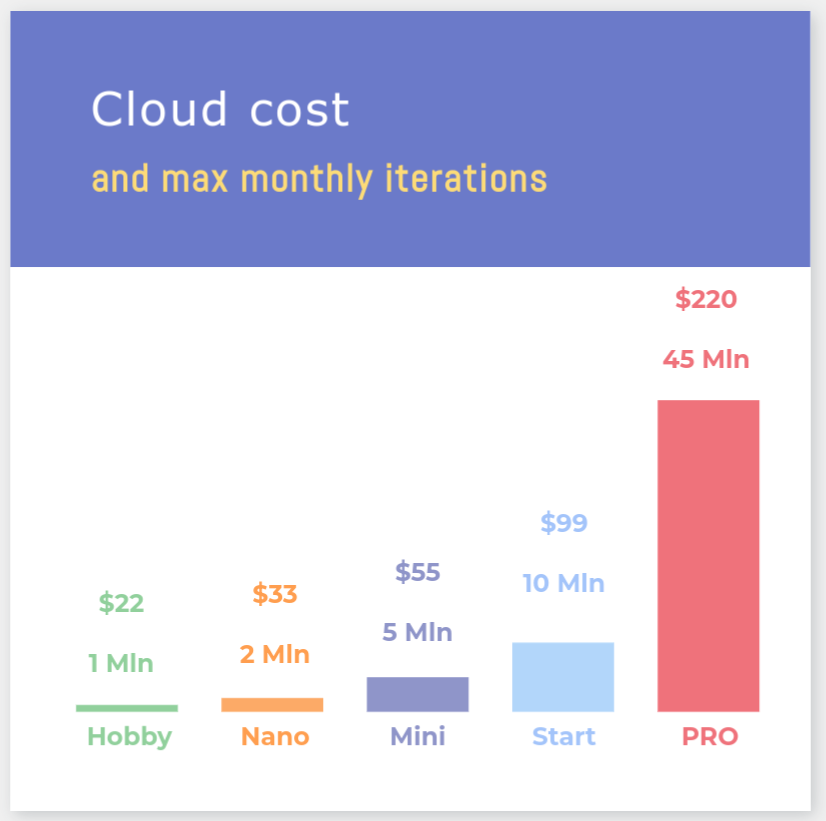 Cloud cost
and max monthly iterations
$220
45 Mln
$99
10 Mln
$55
5 Mln
$33
2 Mln
$22
1 Mln
Hobby
Nano
Mini
Start
PRO